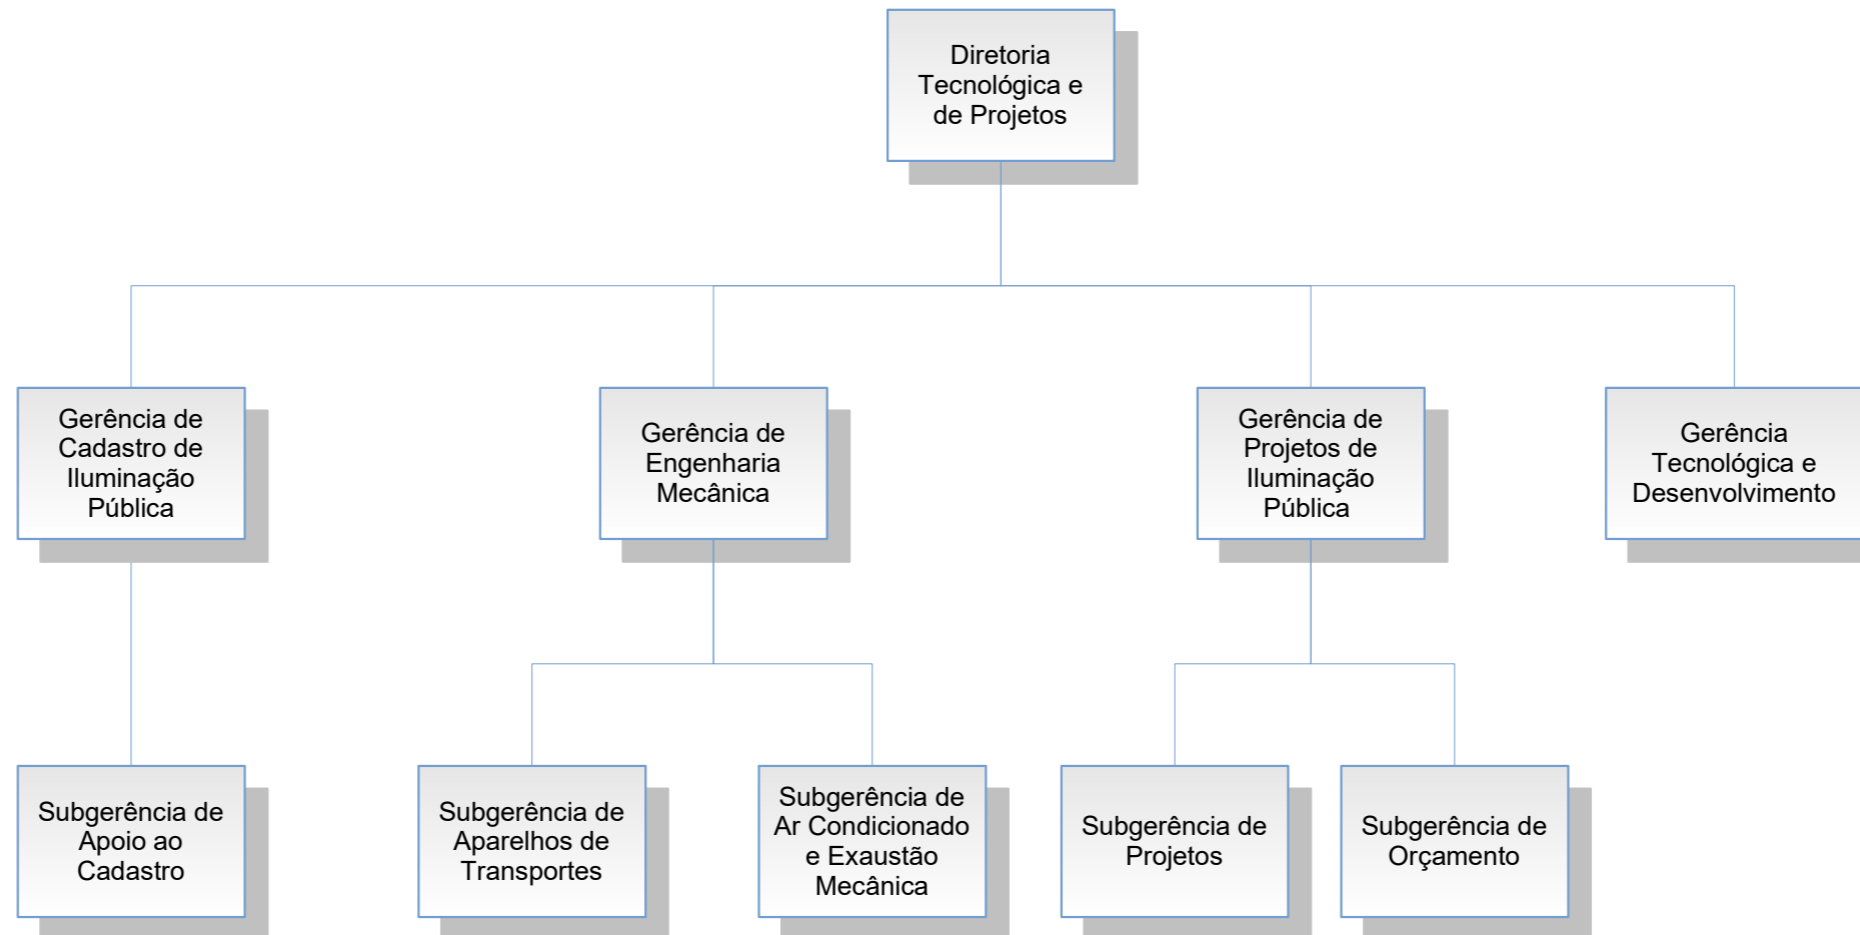 Diretoria
Tecnológica e
de Projetos
Gerência de
Cadastro de
Iluminação
Pública
Gerência de
Engenharia
Mecânica
Gerência de
Projetos de
Iluminação
Pública
Gerência
Tecnológica e
Desenvolvimento
Subgerência de
Apoio ao
Cadastro
Subgerência de
Aparelhos de
Transportes
Subgerência de
Ar Condicionado
e Exaustão
Mecânica
Subgerência de
Projetos
Subgerência de
Orçamento